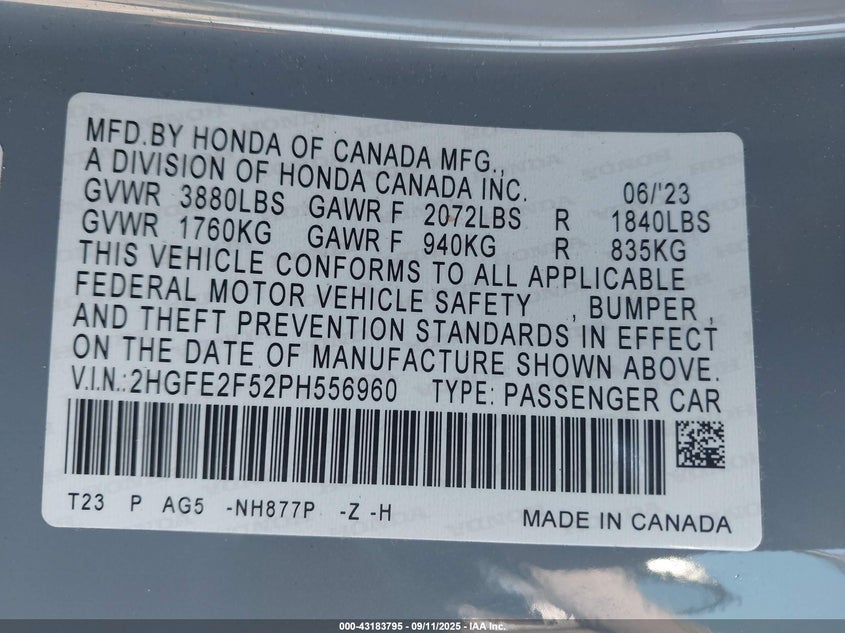 MFD.BY HONDA OF CANADA MFG.,
A DIVISION OF HONDA CANADA INC. 06/'23
GVWR 3880LBS GAWR F 2072LBS R 1840LBS
GVWR 1760KG GAWR F 940KG R 835KG
THIS VEHICLE CONFORMS TO ALL APPLICABLE
FEDERAL MOTOR VEHICLE SAFETY , BUMPER ,
AND THEFT PREVENTION STANDARDS IN EFFECT
ON THE DATE OF MANUFACTURE SHOWN ABOVE.
V.I.N.:2HGFE2F52PH556960 TYPE: PASSENGER CAR
T23 P AG5 -NH877P -Z -H
MADE IN CANADA
000-43183795 - 09/11/2025 - IAA Inc.